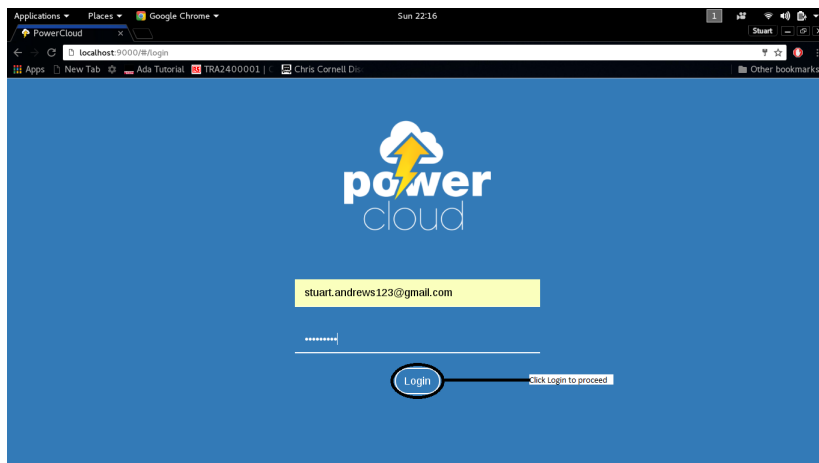 Applications Places Google Chrome Sun 22:16 1
PowerCloud × Stuart
localhost:9000/#/login
Apps New Tab Ada Tutorial TRA2400001 | Chris Cornell Dis Other bookmarks
power
cloud
stuart.andrews123@gmail.com
•••••••••
Login Click Login to proceed